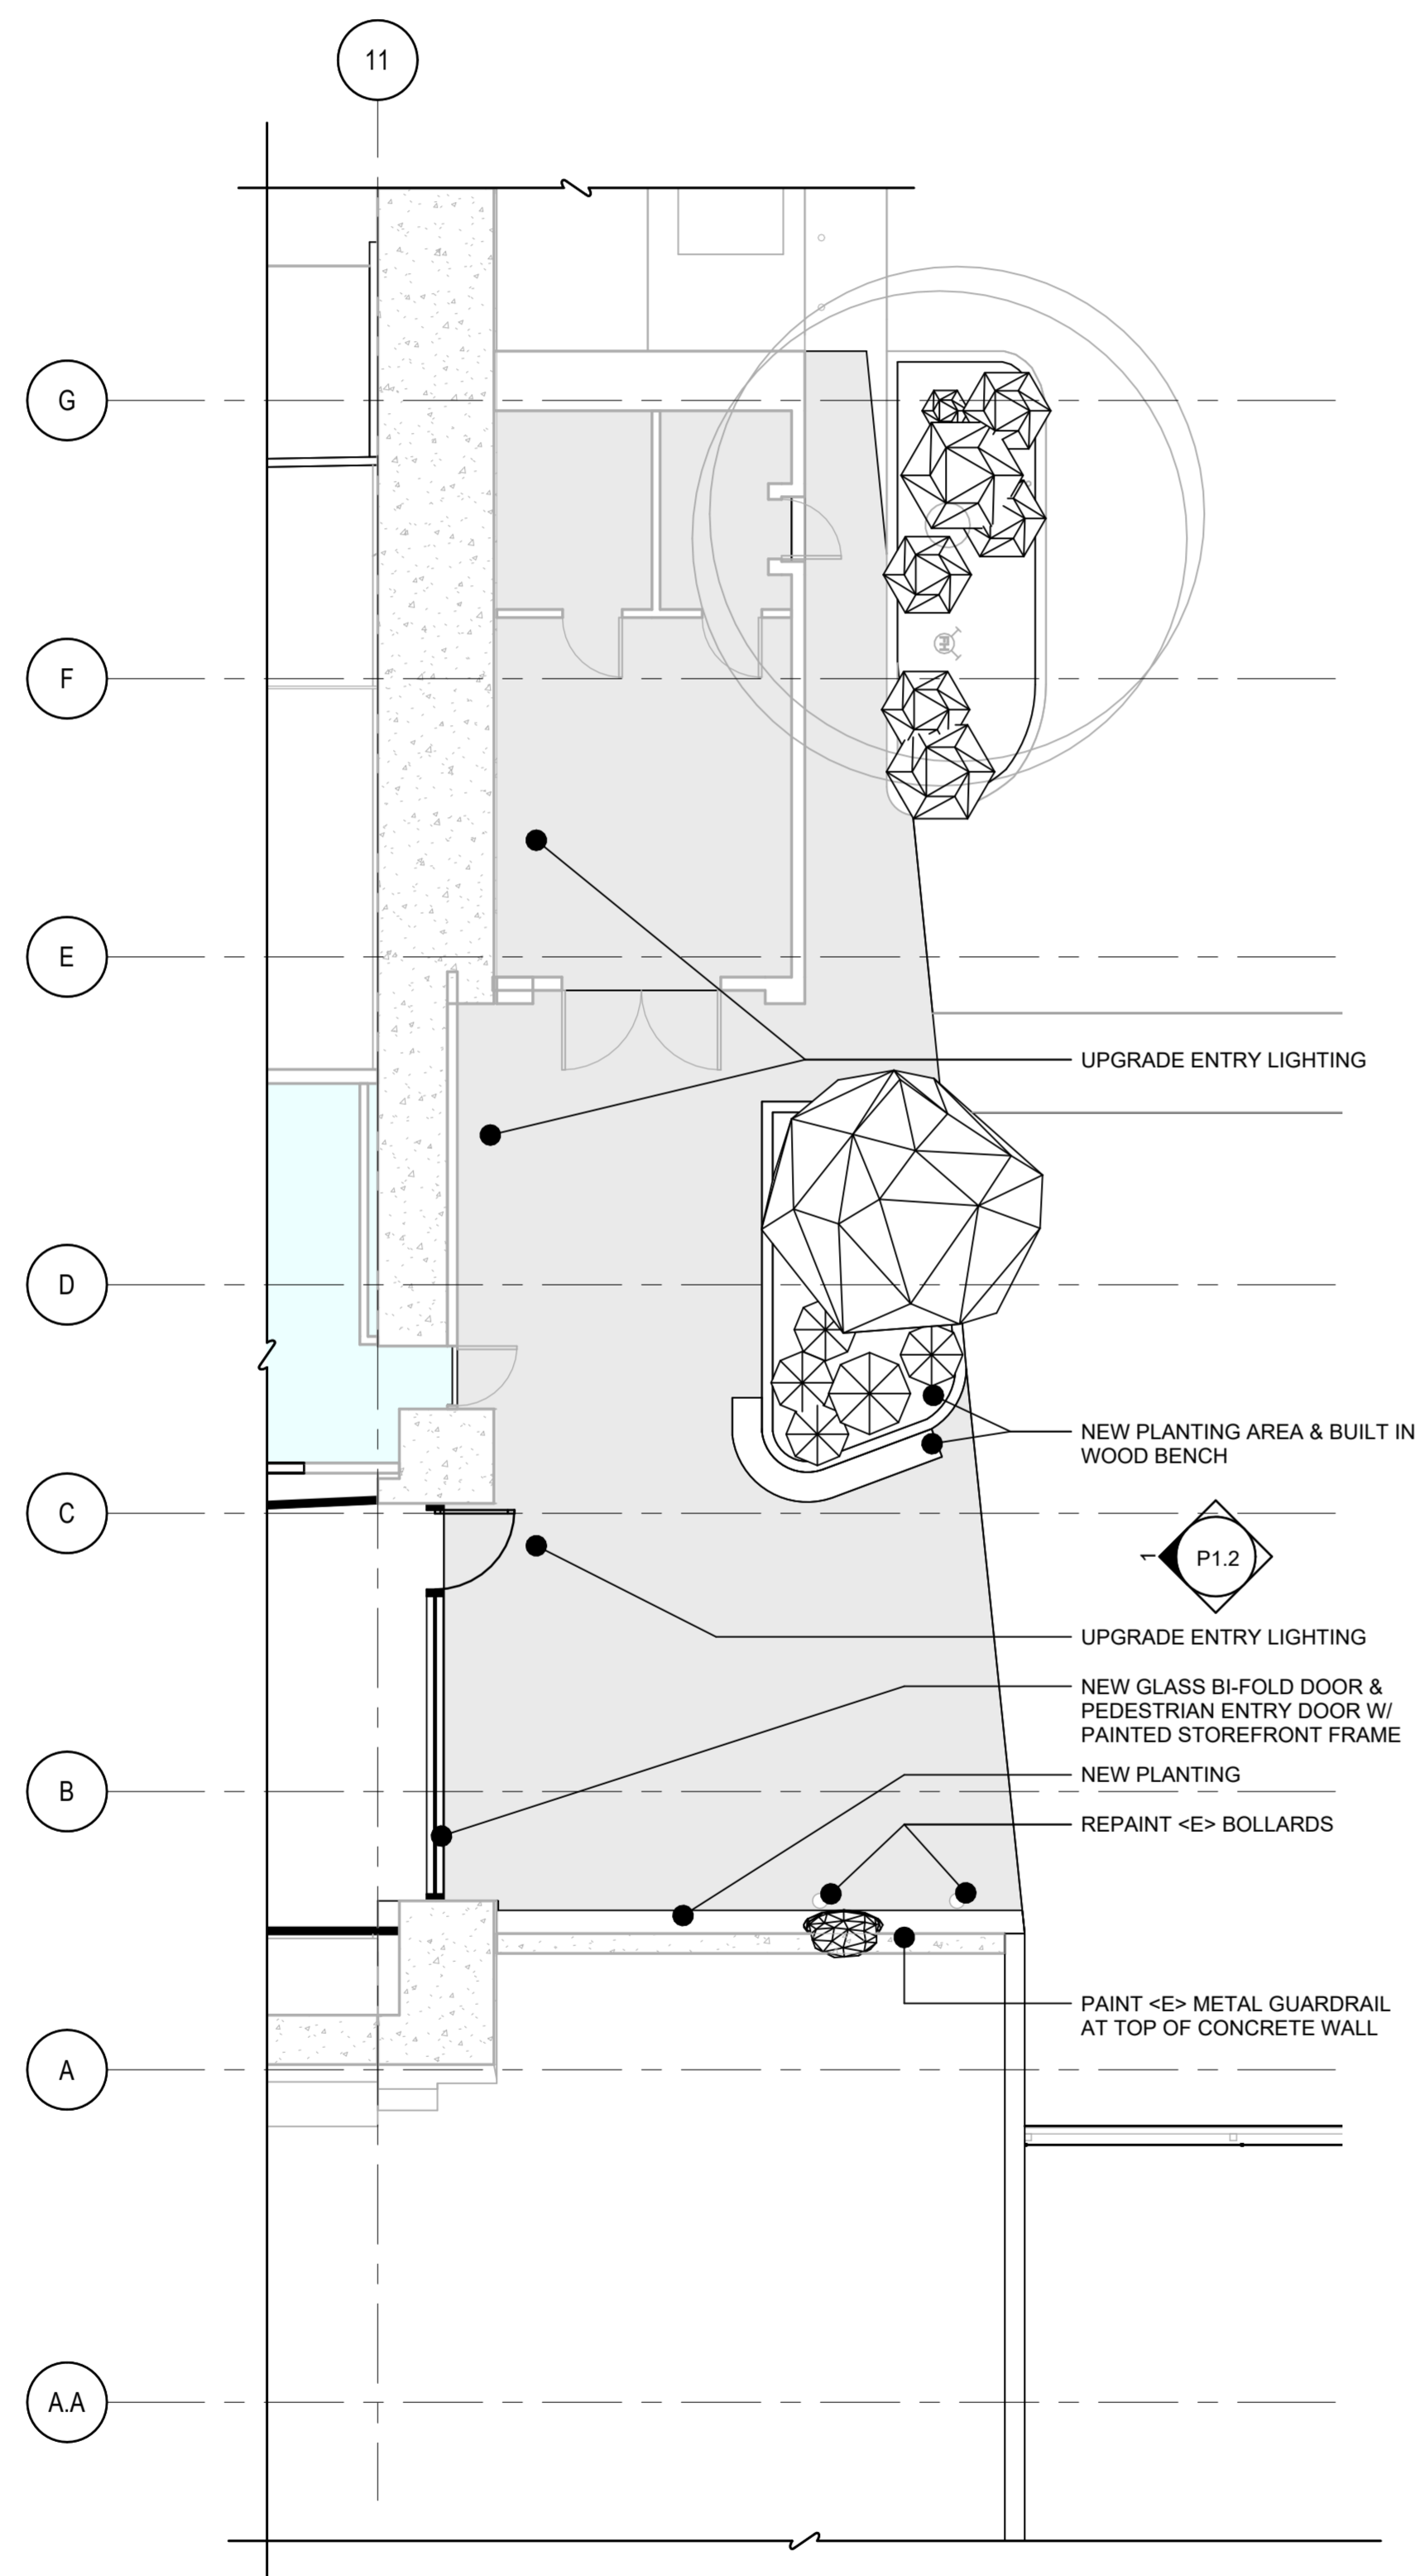 11
G
F
FH
E
UPGRADE ENTRY LIGHTING
D
NEW PLANTING AREA & BUILT IN
WOOD BENCH
C
1
P1.2
UPGRADE ENTRY LIGHTING
NEW GLASS BI-FOLD DOOR &
PEDESTRIAN ENTRY DOOR W/
PAINTED STOREFRONT FRAME
NEW PLANTING
B
REPAINT <E> BOLLARDS
PAINT <E> METAL GUARDRAIL
AT TOP OF CONCRETE WALL
A
A.A